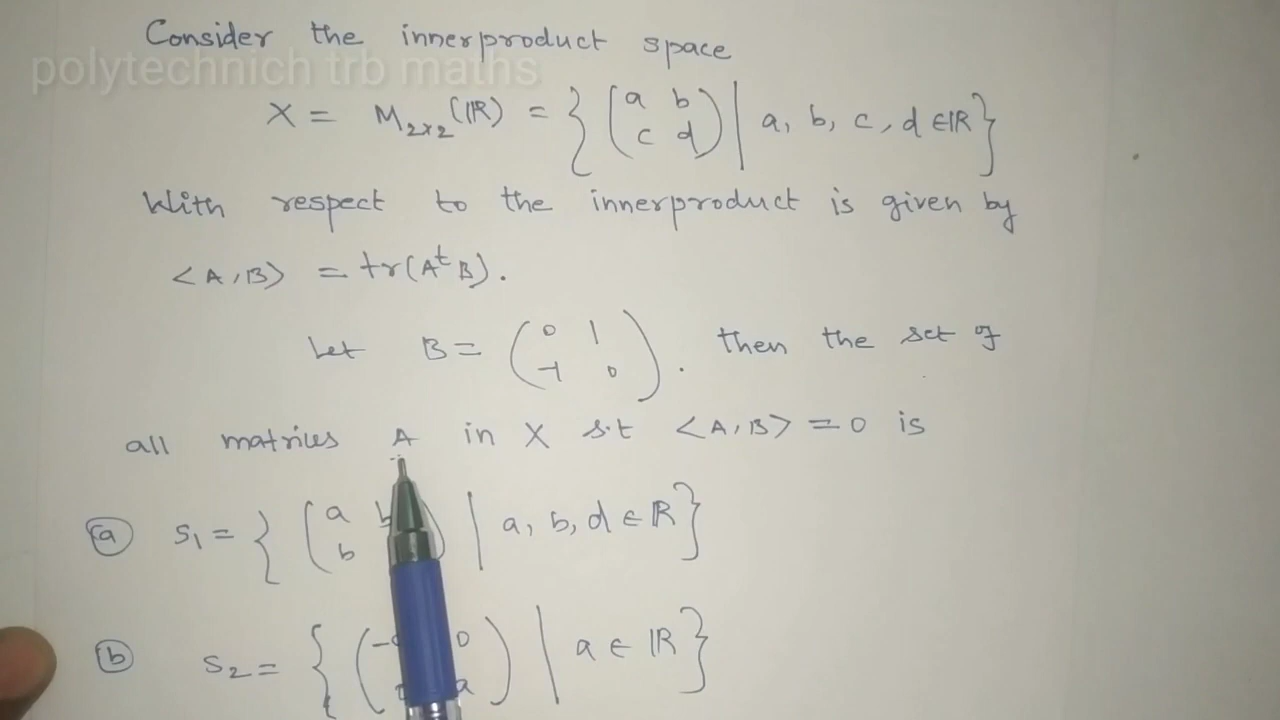 Consider the innerproduct space
polytechnich trb maths
X = M2x2(IR) = { (a b c d) | a, b, c, d ∈ IR }
With respect to the innerproduct is given by
<A, B> = tr(AᵗB).
Let B = (0 1 -1 0). then the set of
all matrices A in X s.t <A, B> = 0 is
(a) S1 = { (a b b ) | a, b, d ∈ IR }
(b) S2 = { ( 0 a) | a ∈ IR }